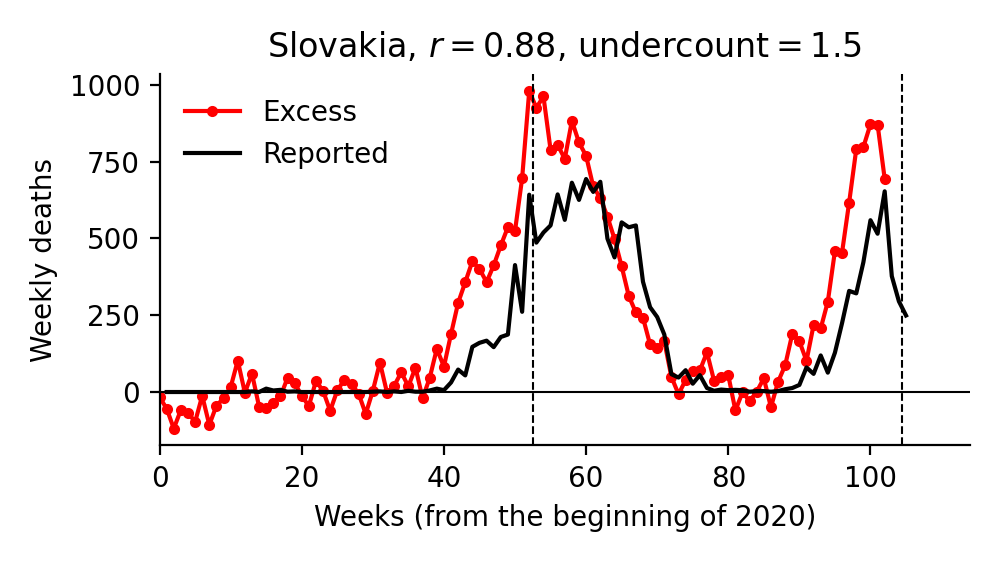 Slovakia, r = 0.88, undercount = 1.5
Excess
Reported
Weekly deaths
1000
750
500
250
0
0 20 40 60 80 100
Weeks (from the beginning of 2020)